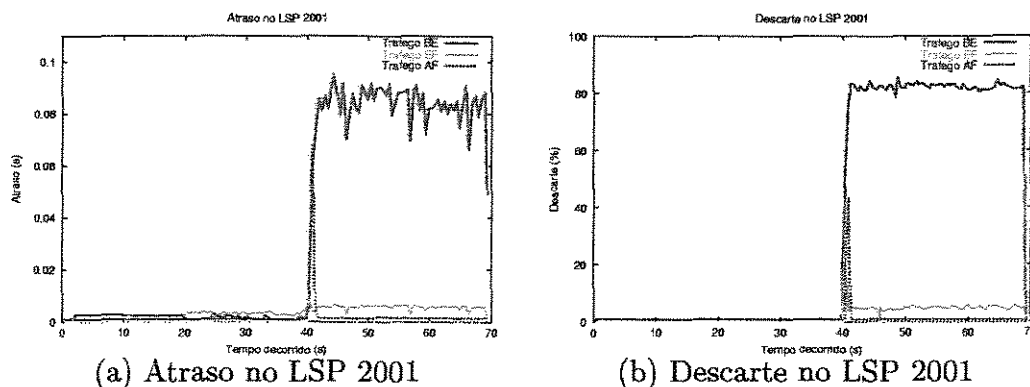 Atraso no LSP 2001
Trafego BE
Trafego EF
Trafego AF
0.1
0.08
0.06
0.04
0.02
0
Atraso (s)
0 10 20 30 40 50 60 70
Tempo decorrido (s)
(a) Atraso no LSP 2001
Descarte no LSP 2001
Trafego BE
Trafego AF
100
80
60
40
20
0
Descarte (%)
0 10 20 30 40 50 60 70
Tempo decorrido (s)
(b) Descarte no LSP 2001